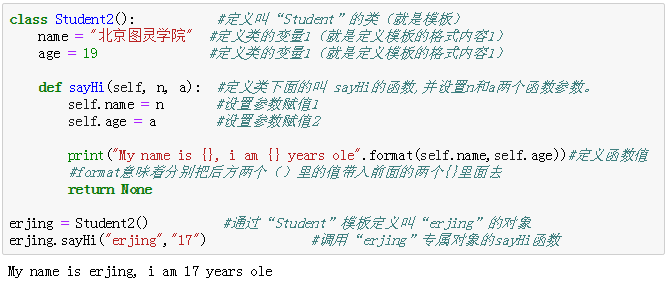 class Student2():          #定义叫“Student”的类（就是模板）
    name = "北京图灵学院"  #定义类的变量1（就是定义模板的格式内容1）
    age = 19               #定义类的变量1（就是定义模板的格式内容1）
    def sayHi(self, n, a):  #定义类下面的叫 sayHi的函数,并设置n和a两个函数参数。
        self.name = n       #设置参数赋值1
        self.age = a        #设置参数赋值2
        print("My name is {}, i am {} years ole".format(self.name,self.age))#定义函数值
        #format意味着分别把后方两个（）里的值带入前面的两个{}里面去
        return None
erjing = Student2()          #通过“Student”模板定义叫“erjing”的对象
erjing.sayHi("erjing","17")              #调用“erjing”专属对象的sayHi函数
My name is erjing, i am 17 years ole